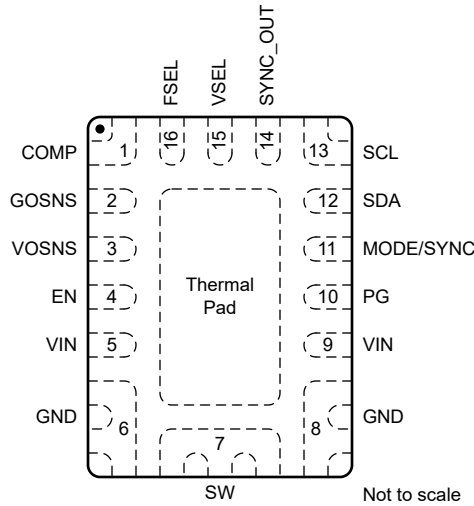 FSEL
VSEL
SYNC_OUT
COMP 1 16 15 14 13 SCL
GOSNS 2 12 SDA
VOSNS 3 11 MODE/SYNC
Thermal
Pad
EN 4 10 PG
VIN 5 9 VIN
GND 6 7 8 GND
SW
Not to scale